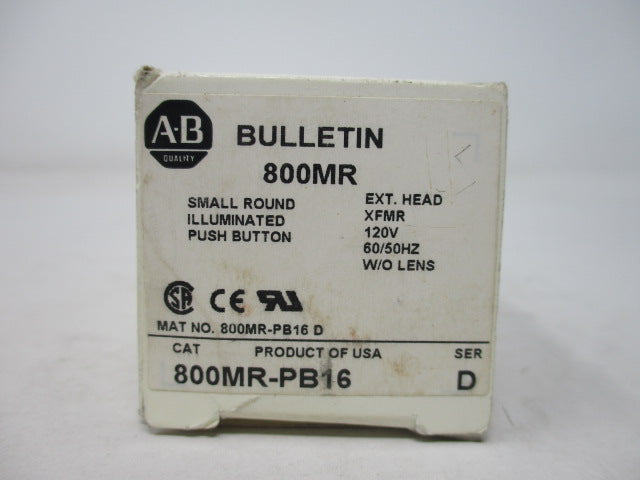 A-B
QUALITY
BULLETIN
800MR
SMALL ROUND
ILLUMINATED
PUSH BUTTON
EXT. HEAD
XFMR
120V
60/50HZ
W/O LENS
SA
CE
MAT NO. 800MR-PB16 D
CAT PRODUCT OF USA SER
800MR-PB16 D